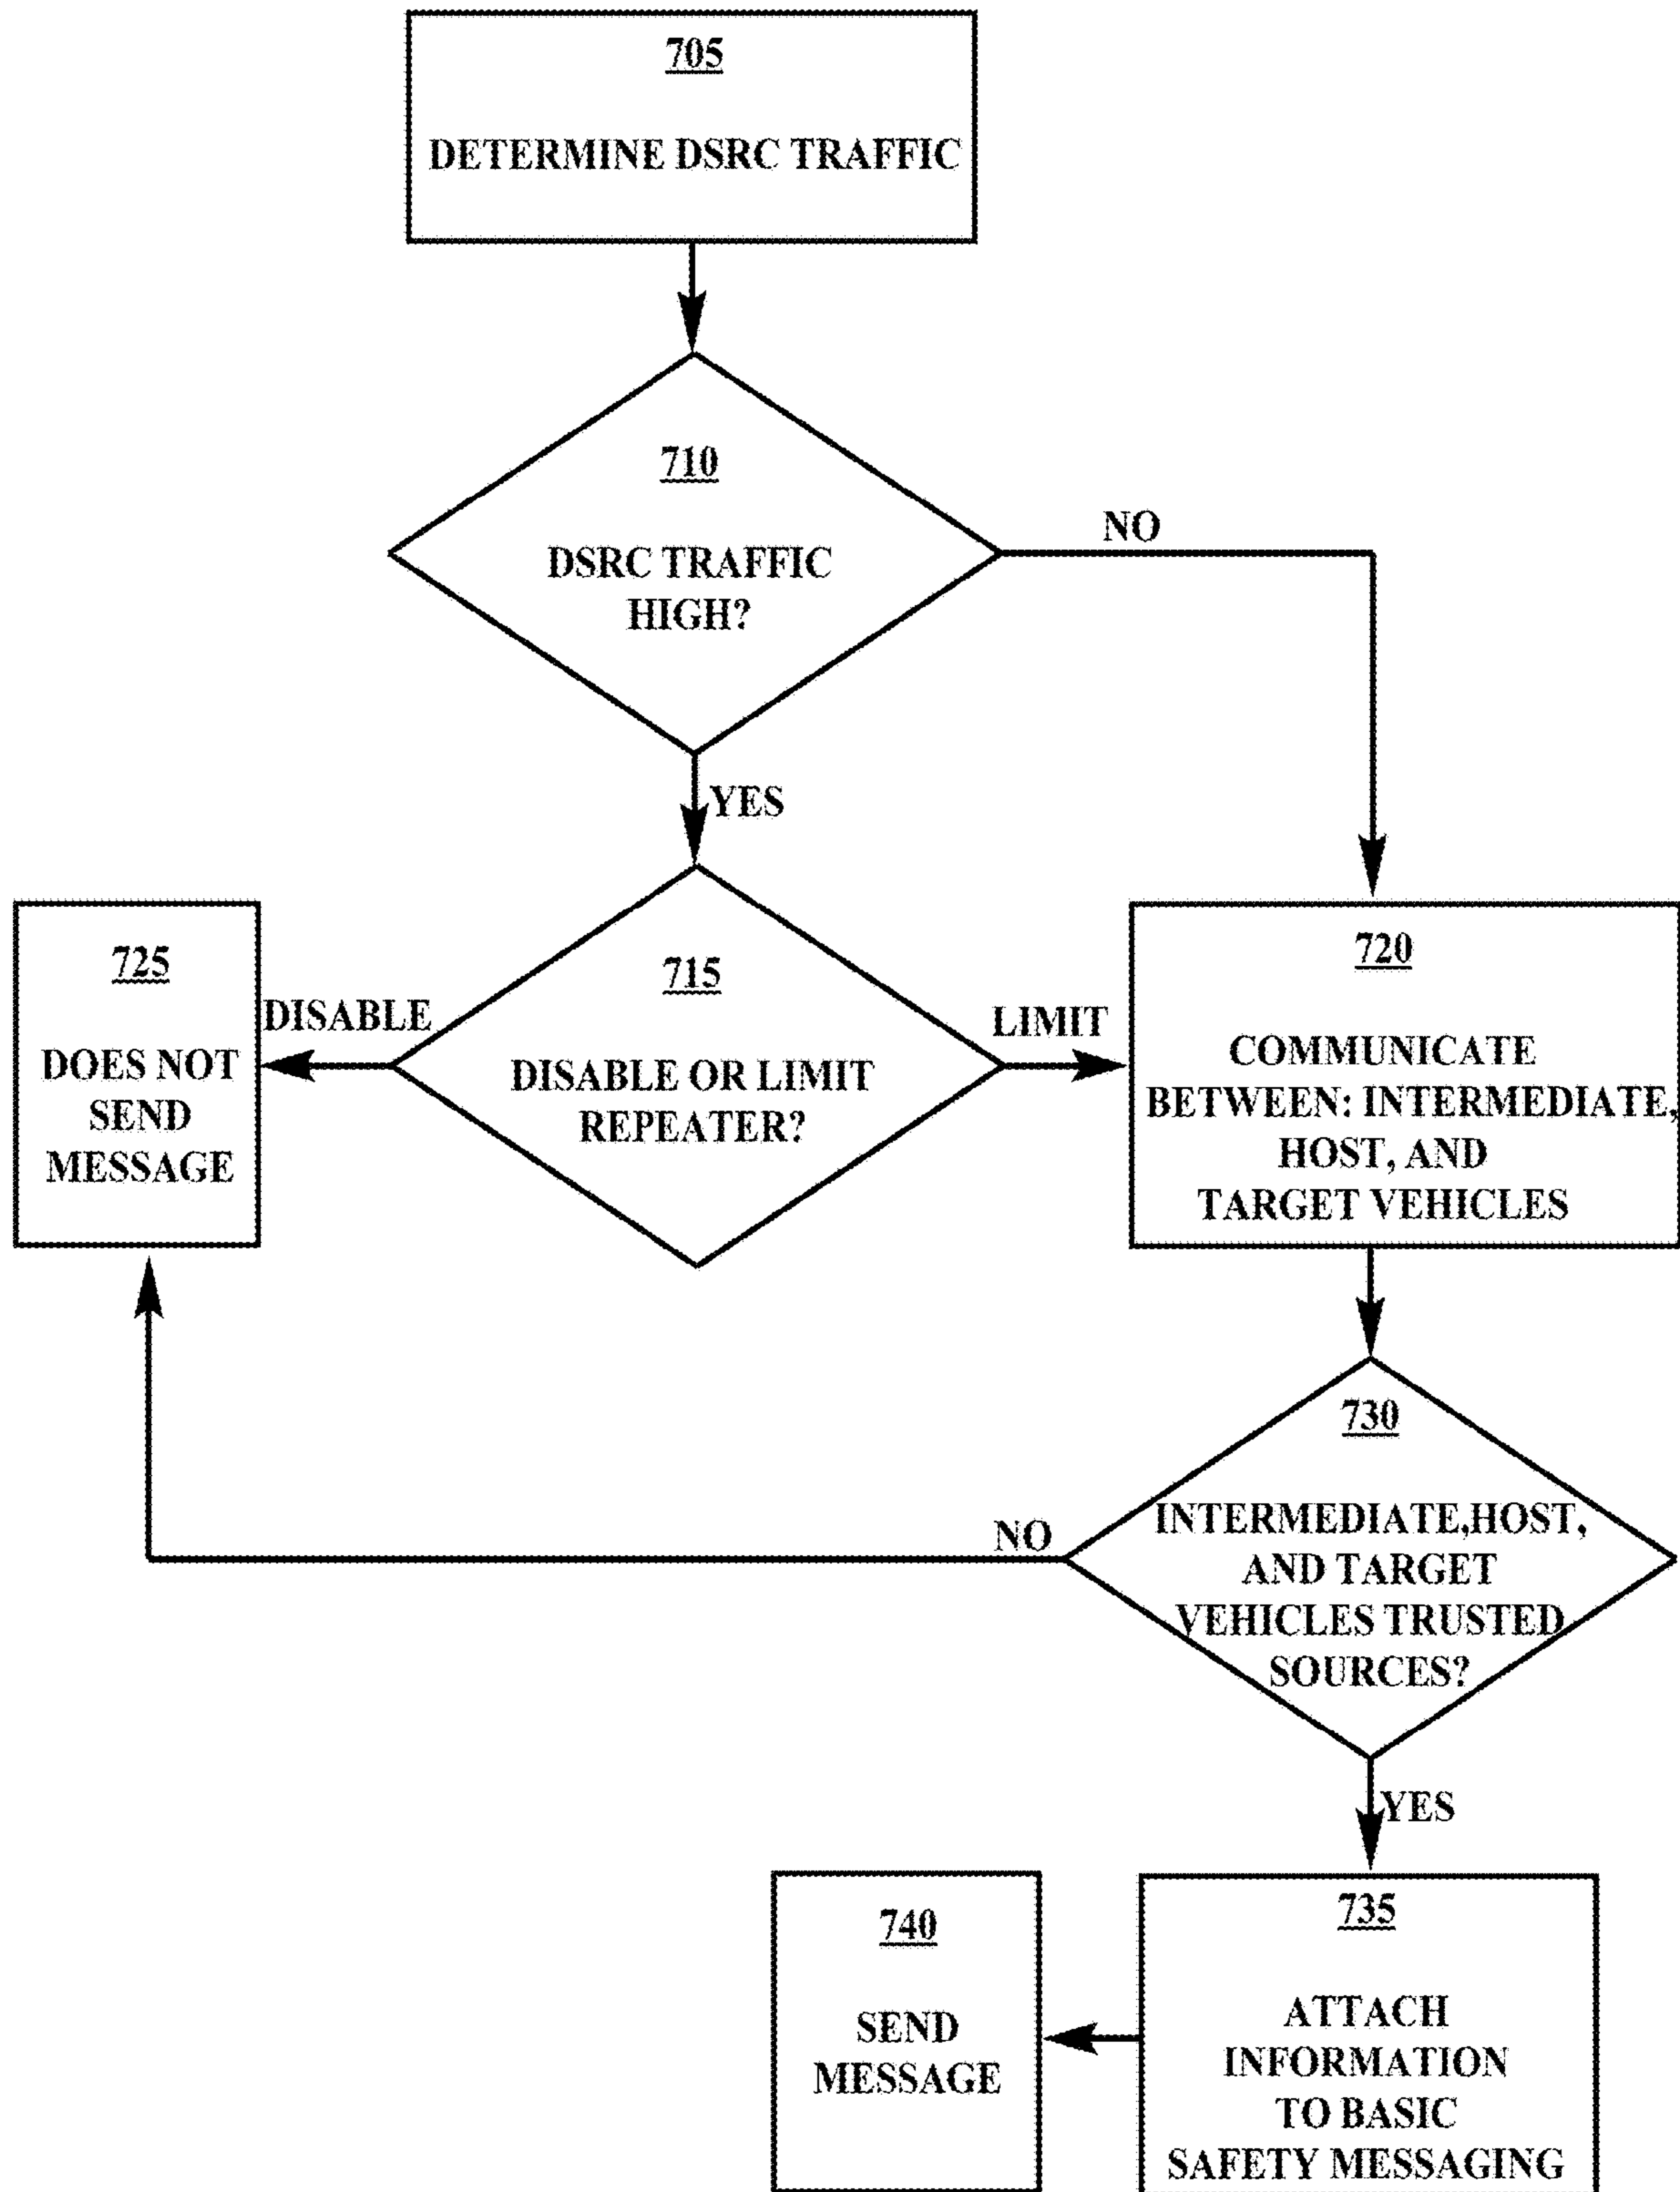 705
DETERMINE DSRC TRAFFIC
710
DSRC TRAFFIC
HIGH?
NO
YES
715
DISABLE OR LIMIT
REPEATER?
DISABLE
LIMIT
725
DOES NOT
SEND
MESSAGE
720
COMMUNICATE
BETWEEN: INTERMEDIATE,
HOST, AND
TARGET VEHICLES
730
INTERMEDIATE,HOST,
AND TARGET
VEHICLES TRUSTED
SOURCES?
NO
YES
735
ATTACH
INFORMATION
TO BASIC
SAFETY MESSAGING
740
SEND
MESSAGE